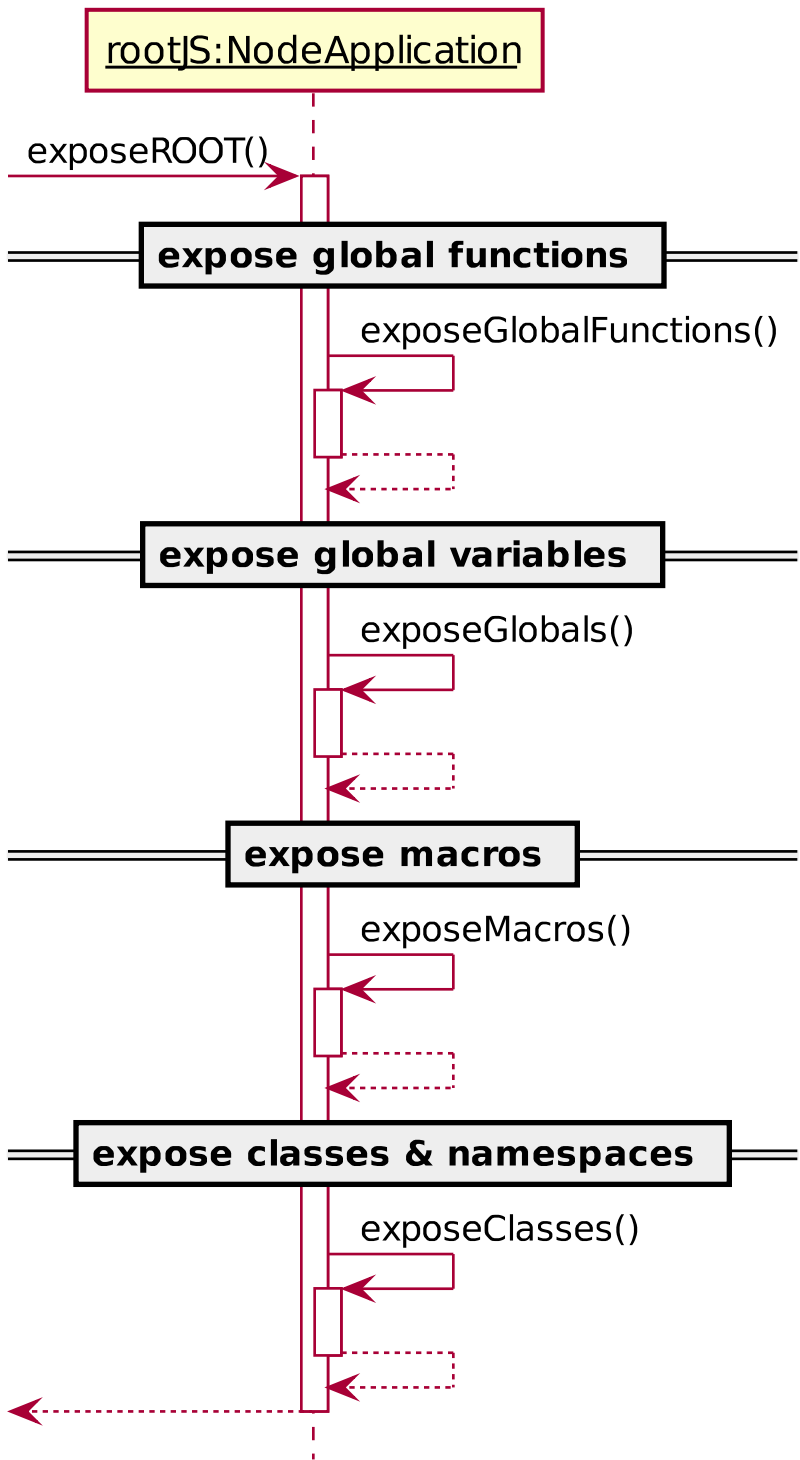 rootJS:NodeApplication
exposeROOT()
expose global functions
exposeGlobalFunctions()
expose global variables
exposeGlobals()
expose macros
exposeMacros()
expose classes & namespaces
exposeClasses()